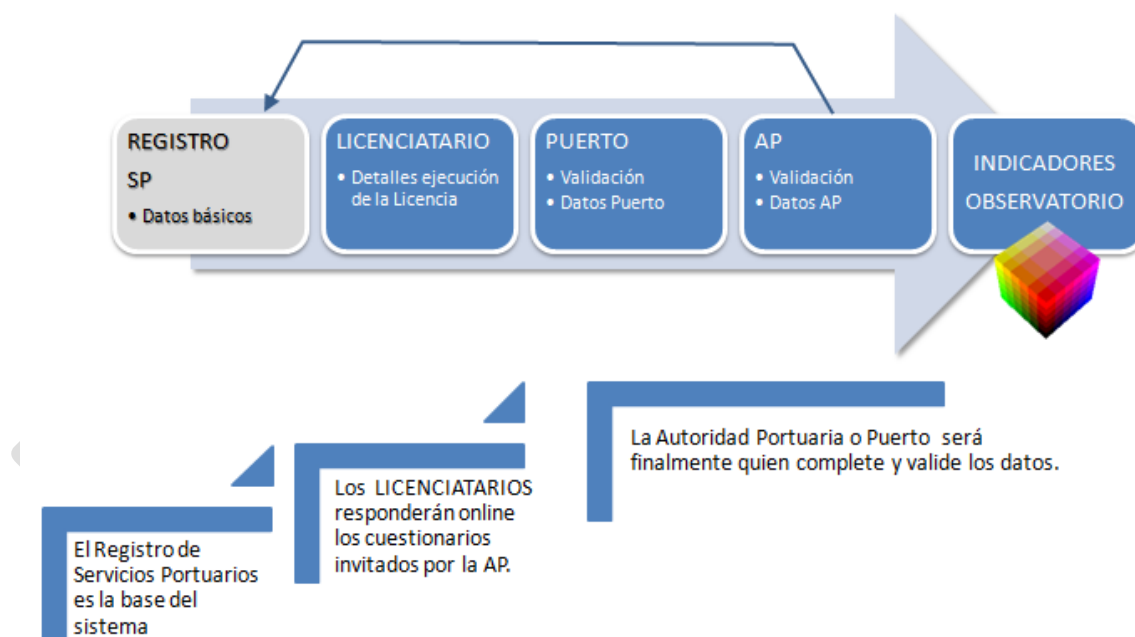 REGISTRO
SP
• Datos básicos
LICENCIATARIO
• Detalles ejecución
de la Licencia
PUERTO
• Validación
• Datos Puerto
AP
• Validación
• Datos AP
INDICADORES
OBSERVATORIO
El Registro de
Servicios Portuarios
es la base del
sistema
Los LICENCIATARIOS
responderán online
los cuestionarios
invitados por la AP.
La Autoridad Portuaria o Puerto será
finalmente quien complete y valide los datos.